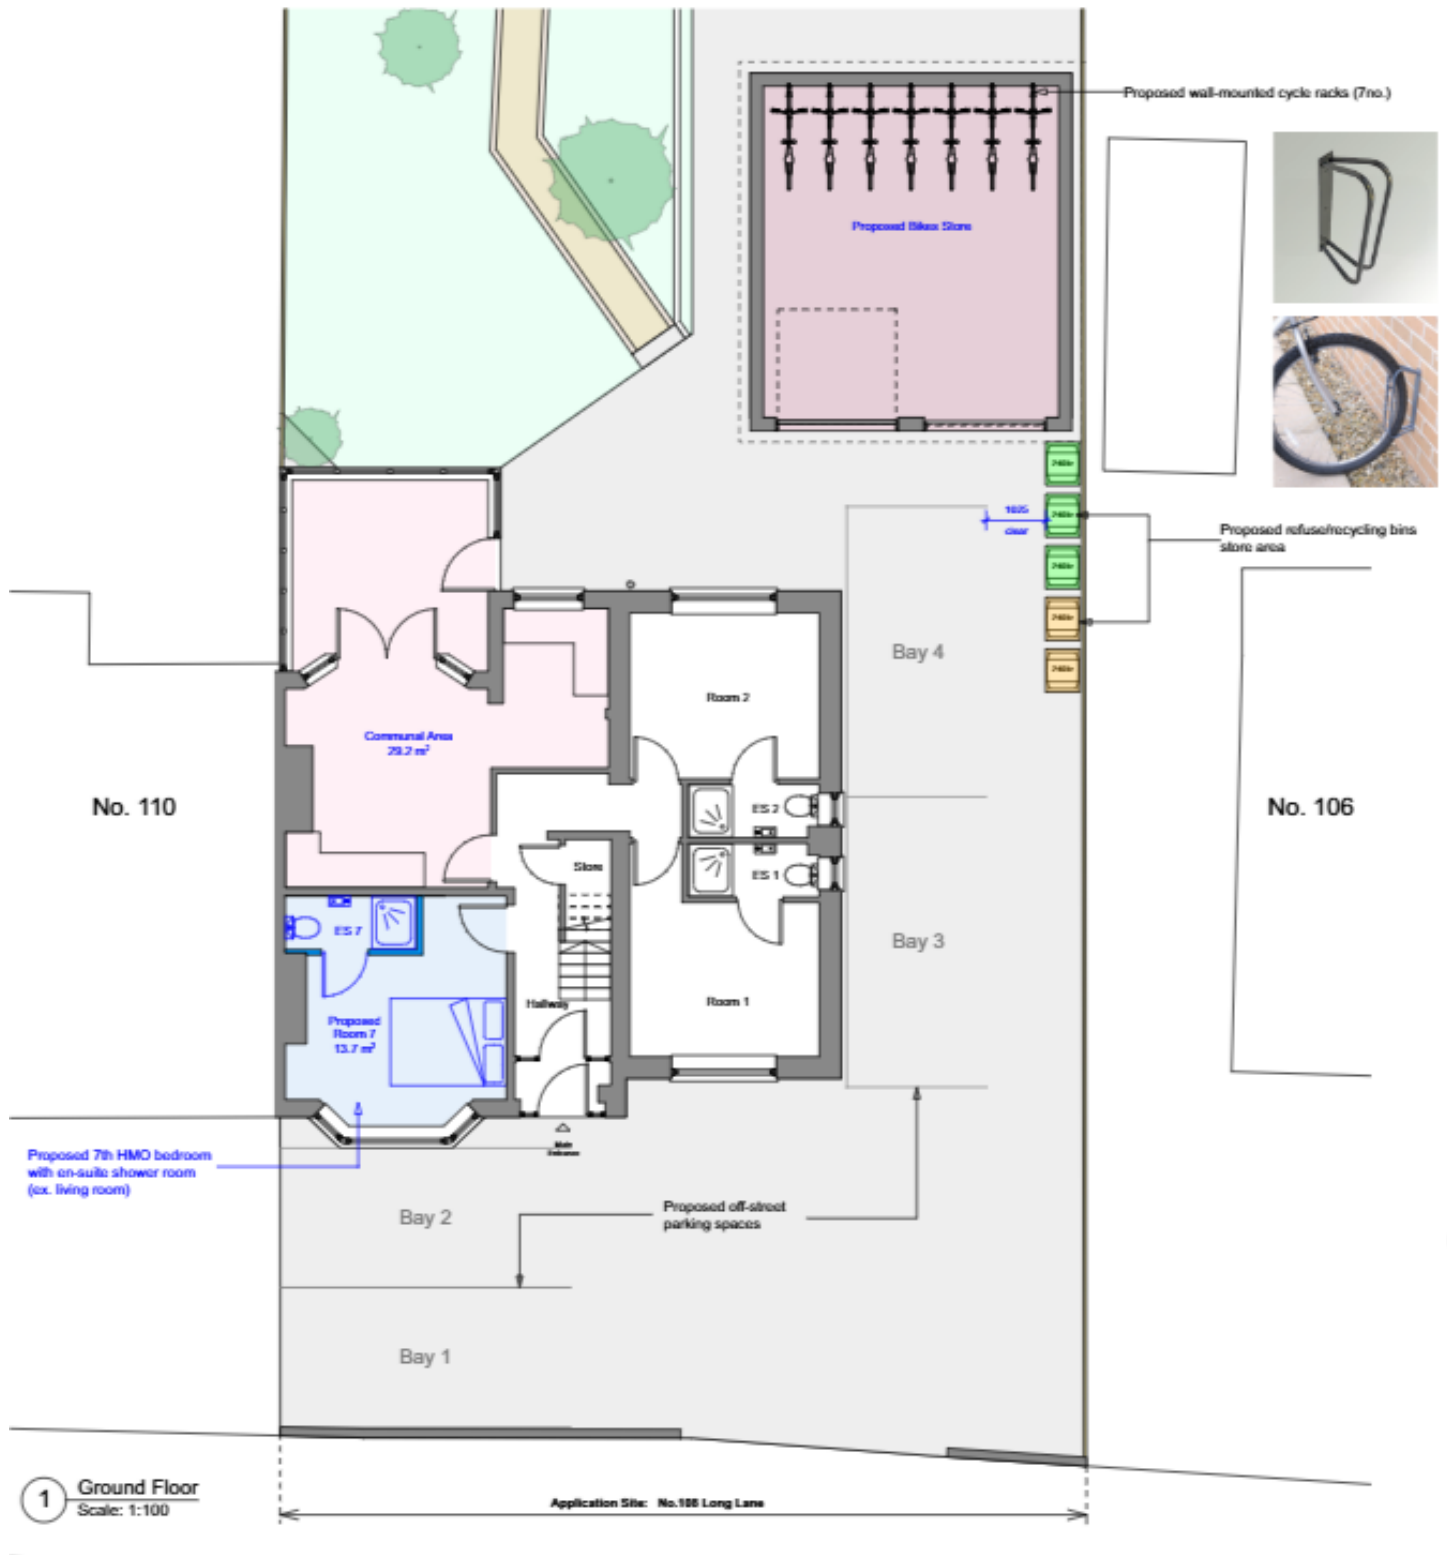 Proposed wall-mounted cycle racks (7no.)
Proposed Bikes Store
1025
clear
Proposed refuse/recycling bins
store area
Bay 4
Room 2
Communal Area
29.2 m²
No. 110
No. 106
ES 2
Store
ES 1
ES 7
Bay 3
Hallway
Room 1
Proposed
Room 7
13.7 m²
Main
Entrance
Proposed 7th HMO bedroom
with en-suite shower room
(ex. living room)
Proposed off-street
parking spaces
Bay 2
Bay 1
1
Ground Floor
Scale: 1:100
Application Site: No.108 Long Lane